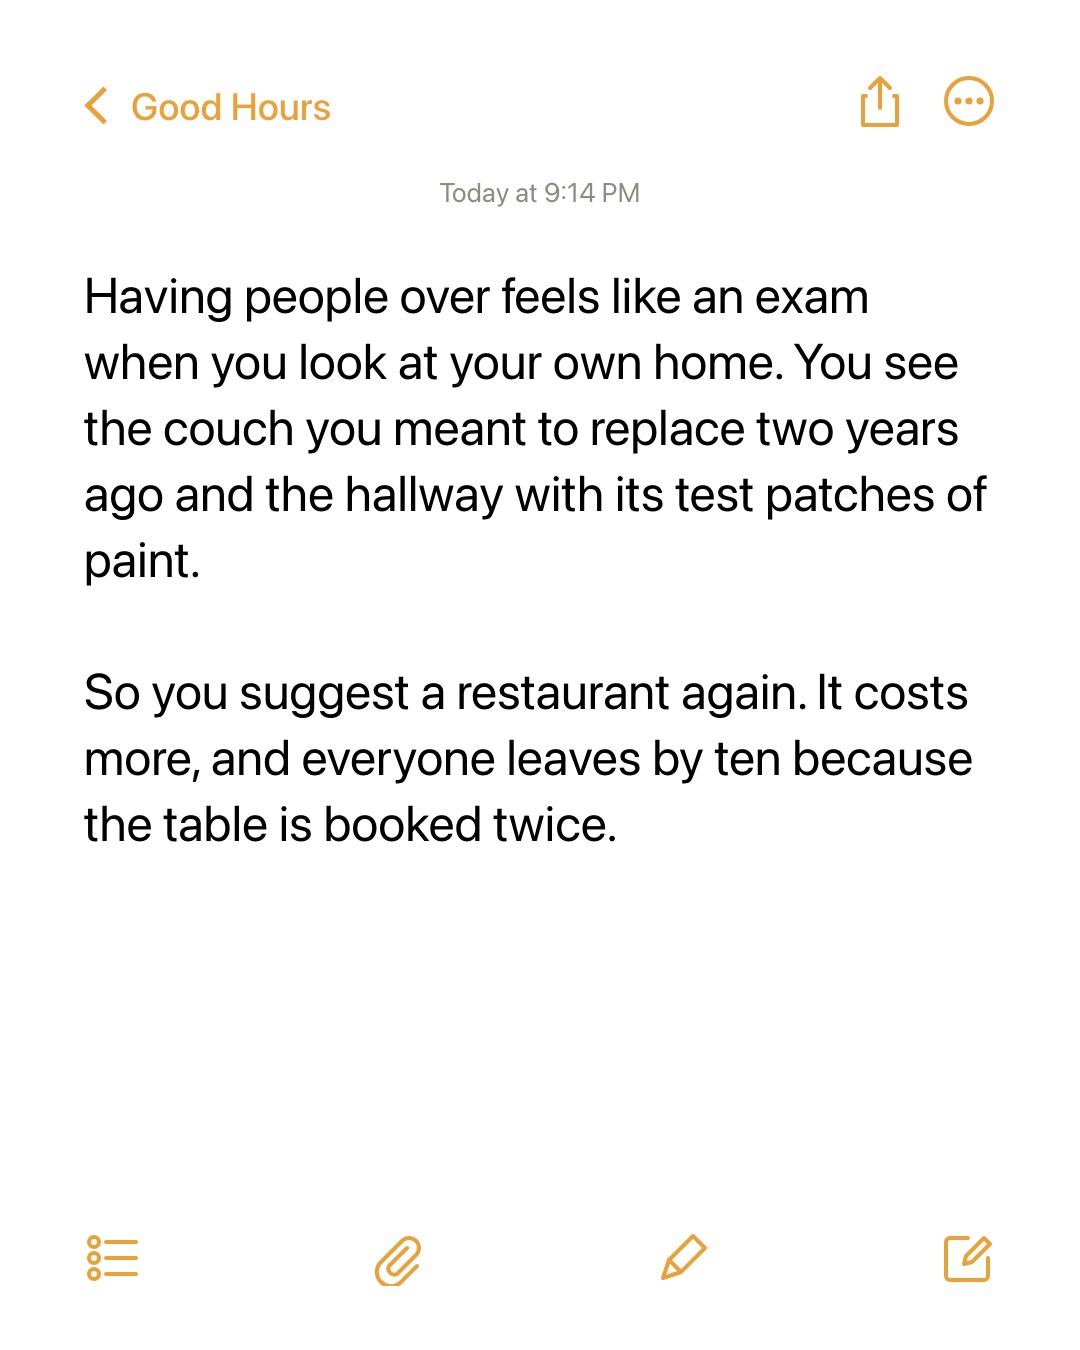 Good Hours
Today at 9:14 PM
Having people over feels like an exam
when you look at your own home. You see
the couch you meant to replace two years
ago and the hallway with its test patches of
paint.
So you suggest a restaurant again. It costs
more, and everyone leaves by ten because
the table is booked twice.